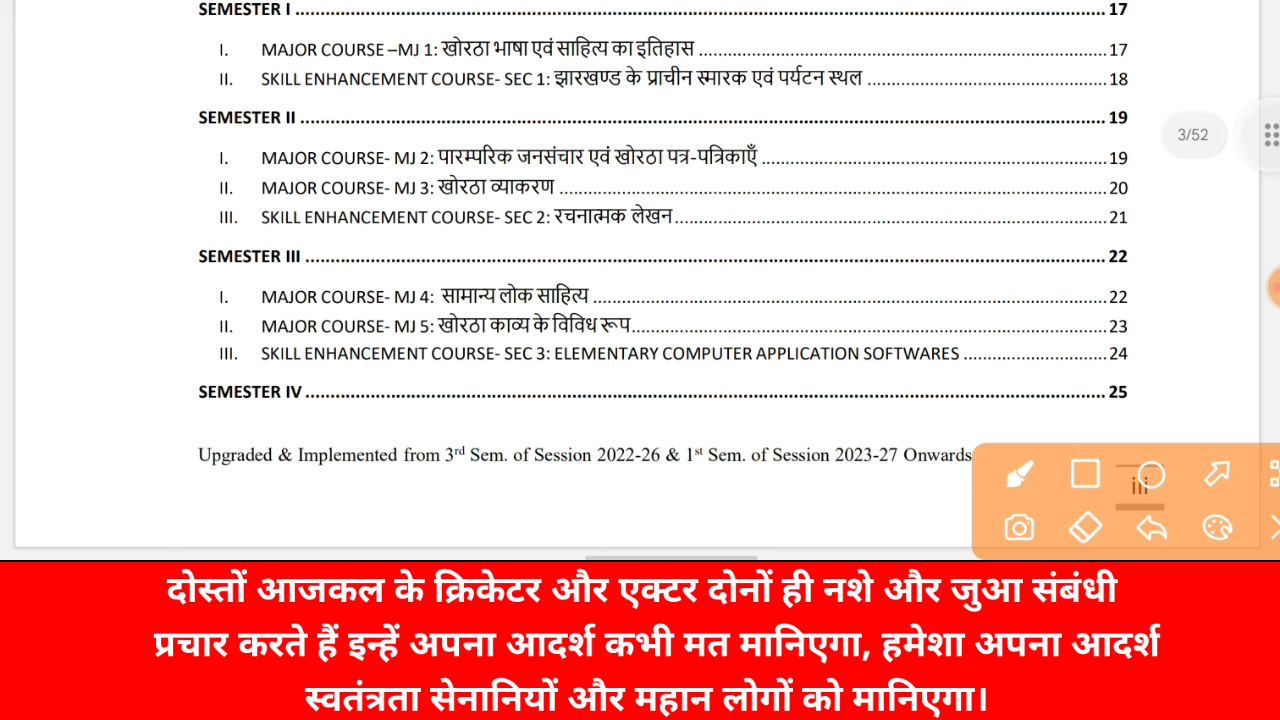 SEMESTER I ........................................................................ 17
I. MAJOR COURSE –MJ 1: खोरठा भाषा एवं साहित्य का इतिहास ........................................ 17
II. SKILL ENHANCEMENT COURSE- SEC 1: झारखण्ड के प्राचीन स्मारक एवं पर्यटन स्थल ........................ 18
SEMESTER II ........................................................................ 19
I. MAJOR COURSE- MJ 2: पारम्परिक जनसंचार एवं खोरठा पत्र-पत्रिकाएँ ................................ 19
3/52
II. MAJOR COURSE- MJ 3: खोरठा व्याकरण ........................................................ 20
III. SKILL ENHANCEMENT COURSE- SEC 2: रचनात्मक लेखन ........................................ 21
SEMESTER III ........................................................................ 22
I. MAJOR COURSE- MJ 4: सामान्य लोक साहित्य ................................................ 22
II. MAJOR COURSE- MJ 5: खोरठा काव्य के विविध रूप ............................................ 23
III. SKILL ENHANCEMENT COURSE- SEC 3: ELEMENTARY COMPUTER APPLICATION SOFTWARES ................ 24
SEMESTER IV ........................................................................ 25
Upgraded & Implemented from 3rd Sem. of Session 2022-26 & 1st Sem. of Session 2023-27 Onwards
iii
दोस्तों आजकल के क्रिकेटर और एक्टर दोनों ही नशे और जुआ संबंधी
प्रचार करते हैं इन्हें अपना आदर्श कभी मत मानिएगा, हमेशा अपना आदर्श
स्वतंत्रता सेनानियों और महान लोगों को मानिएगा।